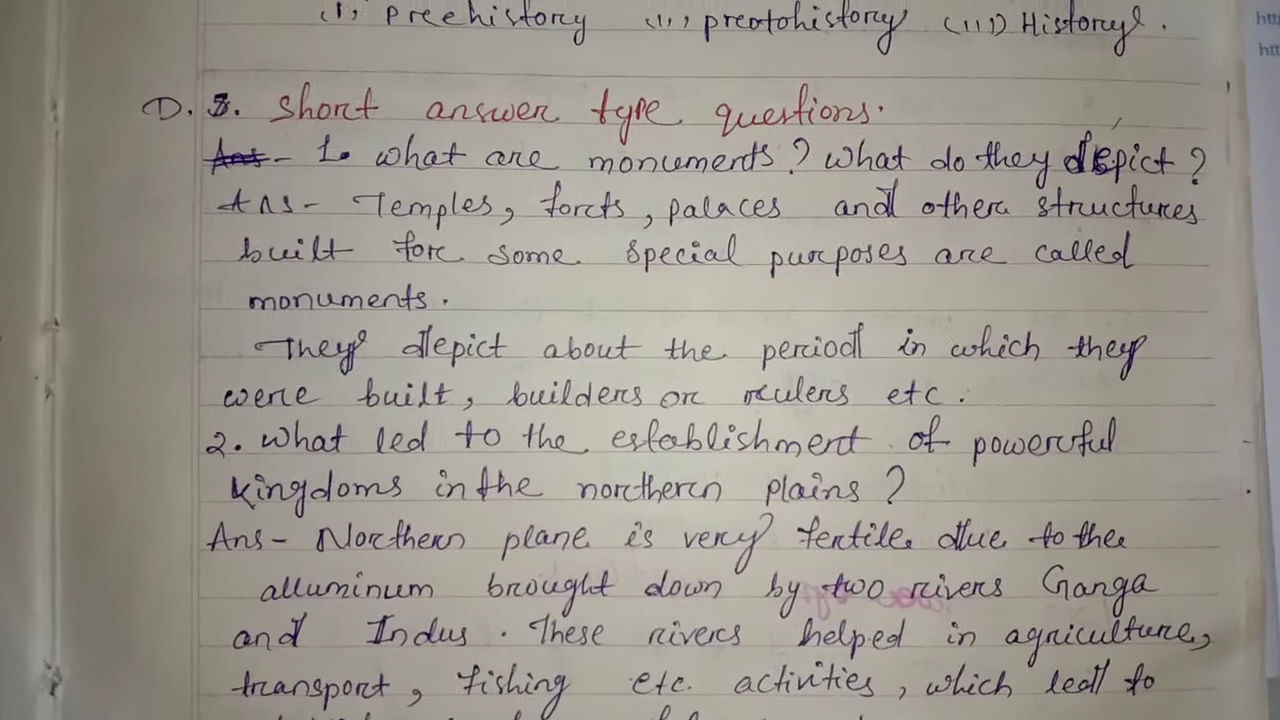 (i) Preehistory (ii) preotohistory (iii) History.
D. 3. Short answer type questions.
Ans - 1. What are monuments? What do they depict?
Ans - Temples, forts, palaces and other structures
built for some special purposes are called
monuments.
They depict about the period in which they
were built, builders or rulers etc.
2. What led to the establishment of powerful
kingdoms in the northern plains?
Ans - Northern plane is very fertile due to the
alluminum brought down by two rivers Ganga
and Indus. These rivers helped in agriculture,
transport, fishing etc. activities, which lead to
htt
htt